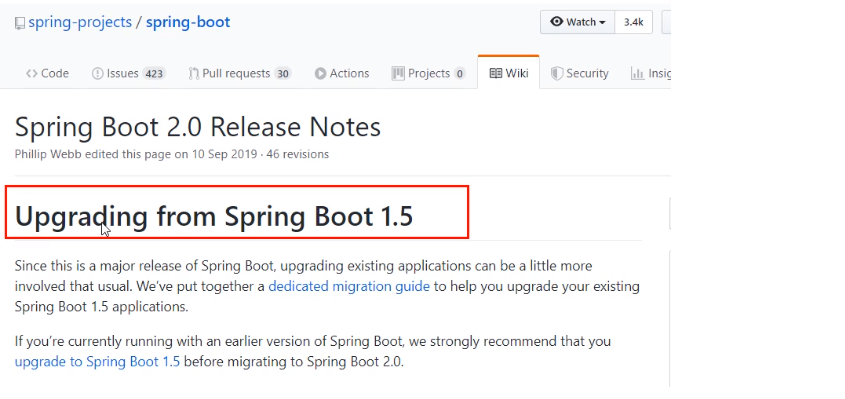 spring-projects / spring-boot
Watch 3.4k
Code Issues 423 Pull requests 30 Actions Projects 0 Wiki Security
Spring Boot 2.0 Release Notes
Phillip Webb edited this page on 10 Sep 2019 · 46 revisions
Upgrading from Spring Boot 1.5
Since this is a major release of Spring Boot, upgrading existing applications can be a little more
involved that usual. We’ve put together a dedicated migration guide to help you upgrade your existing
Spring Boot 1.5 applications.
If you’re currently running with an earlier version of Spring Boot, we strongly recommend that you
upgrade to Spring Boot 1.5 before migrating to Spring Boot 2.0.